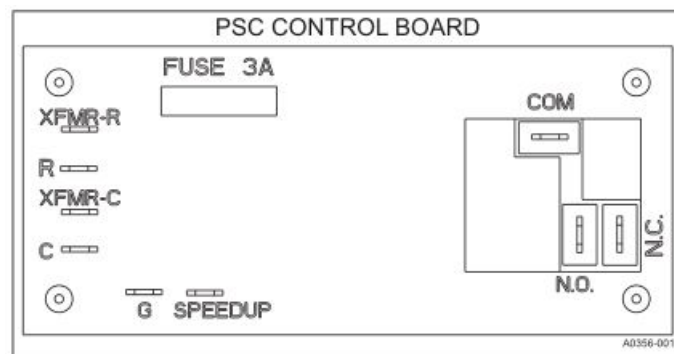 PSC CONTROL BOARD
FUSE 3A
COM
XFMR-R
R
XFMR-C
C
N.C.
N.O.
G SPEEDUP
A0356-001